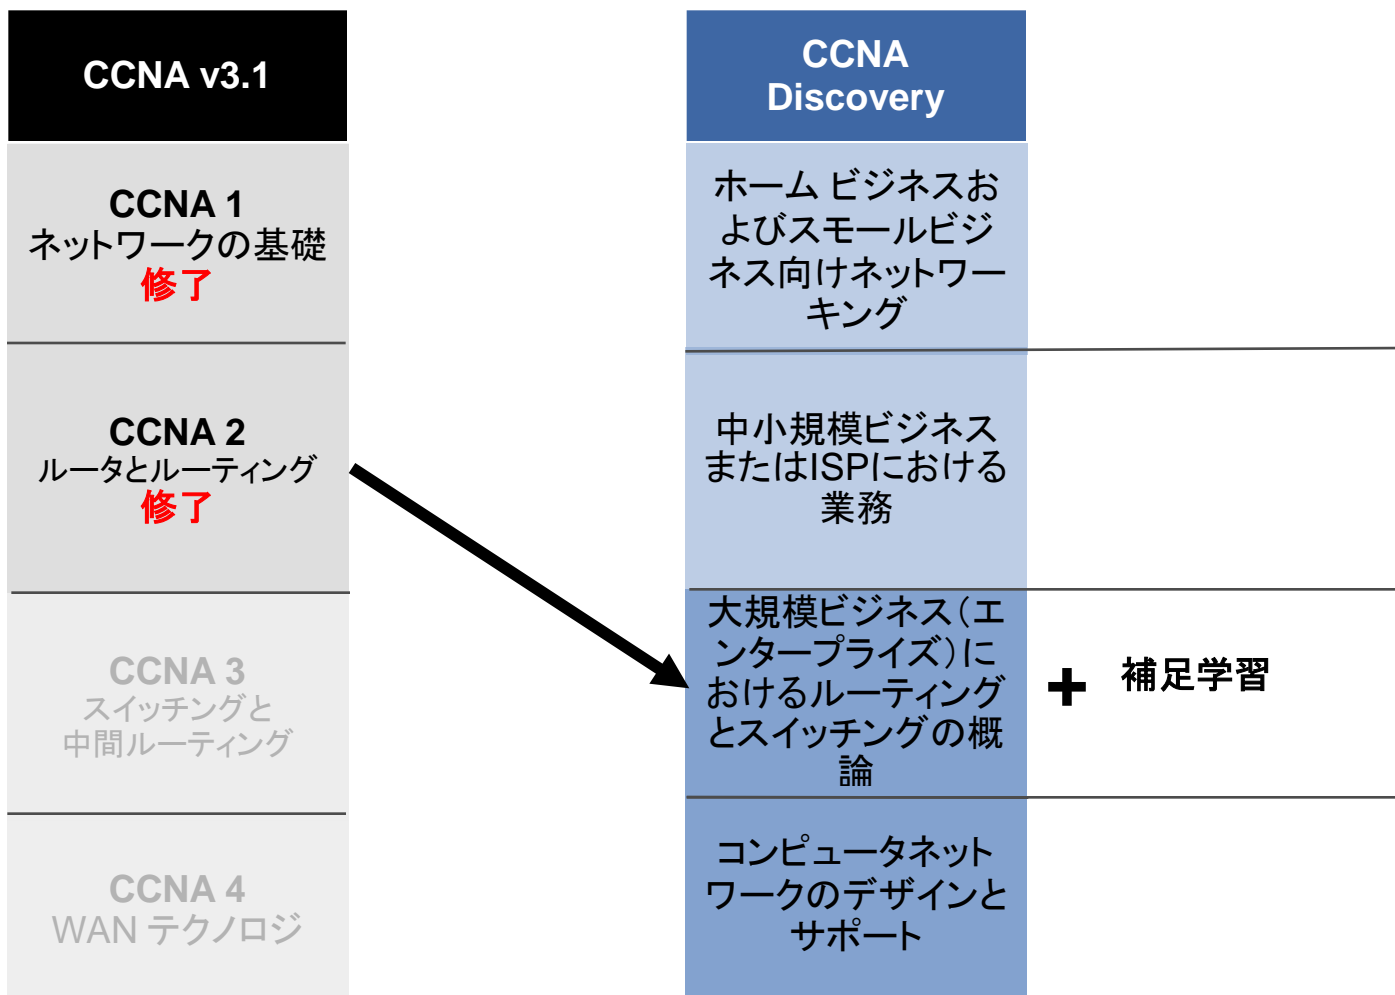 CCNA v3.1
CCNA 1
ネットワークの基礎
修了
CCNA 2
ルータとルーティング
修了
CCNA 3
スイッチングと
中間ルーティング
CCNA 4
WAN テクノロジ
CCNA
Discovery
ホーム ビジネスお
よびスモールビジ
ネス向けネットワー
キング
中小規模ビジネス
またはISPにおける
業務
大規模ビジネス（エ
ンタープライズ）に
おけるルーティング
とスイッチングの概
論
+ 補足学習
コンピュータネット
ワークのデザインと
サポート